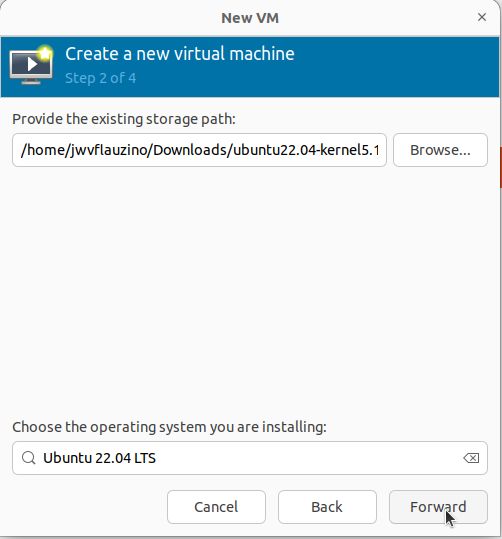 New VM
Create a new virtual machine
Step 2 of 4
Provide the existing storage path:
/home/jwvflauzino/Downloads/ubuntu22.04-kernel5.1
Browse...
Choose the operating system you are installing:
Ubuntu 22.04 LTS
Cancel
Back
Forward